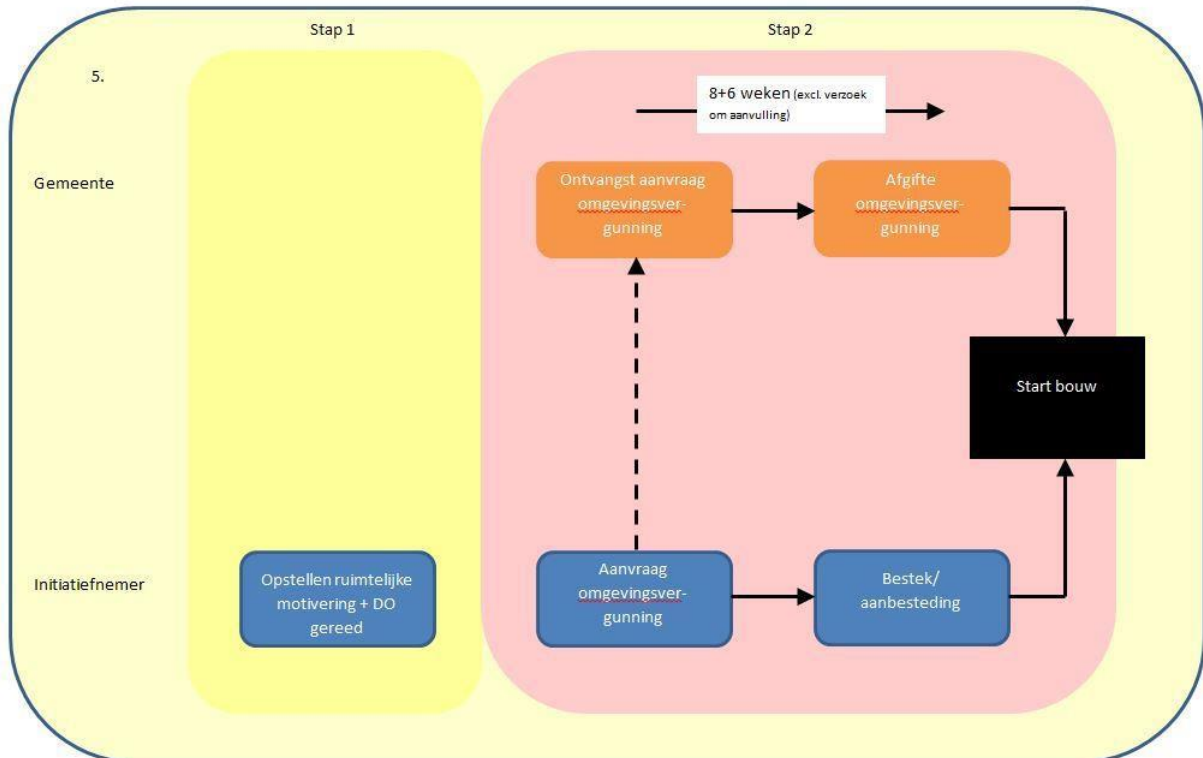 Stap 1
Stap 2
5.
8+6 weken (excl. verzoek
om aanvulling)
Gemeente
Ontvangst aanvraag
omgevingsver-
gunning
Afgifte
omgevingsver-
gunning
Start bouw
Initiatiefnemer
Opstellen ruimtelijke
motivering + DO
gereed
Aanvraag
omgevingsver-
gunning
Bestek/
aanbesteding